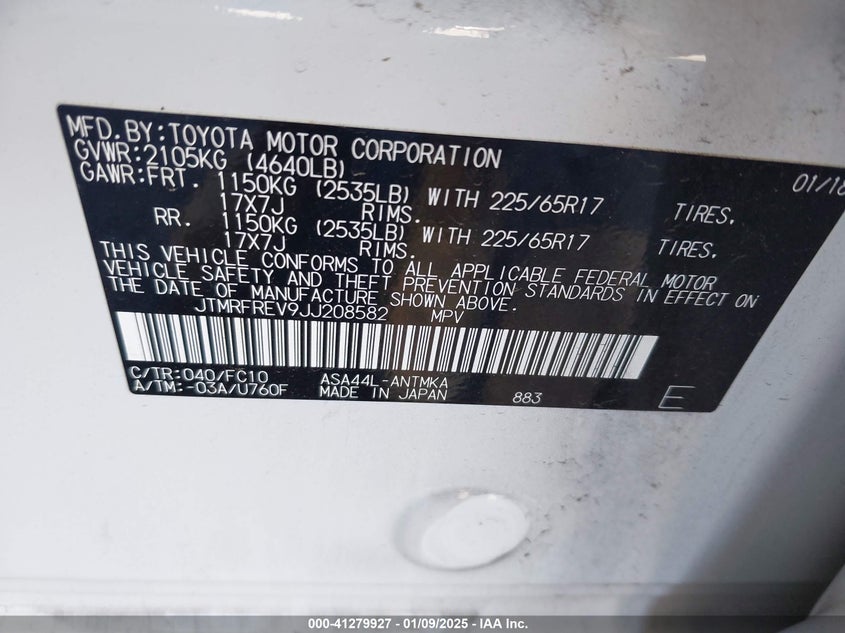 MFD.BY:TOYOTA MOTOR CORPORATION 01/18
GVWR:2105KG (4640LB)
GAWR:FRT. 1150KG (2535LB) WITH 225/65R17 TIRES,
17X7J RIMS.
RR. 1150KG (2535LB) WITH 225/65R17 TIRES,
17X7J RIMS.
THIS VEHICLE CONFORMS TO ALL APPLICABLE FEDERAL MOTOR
VEHICLE SAFETY AND THEFT PREVENTION STANDARDS IN EFFECT ON
THE DATE OF MANUFACTURE SHOWN ABOVE.
JTMRFREV9JJ208582 MPV
C/TR:040/FC10 ASA44L-ANTMKA
A/TM:-03A/U760F MADE IN JAPAN 883 E
000-41279927 - 01/09/2025 - IAA Inc.